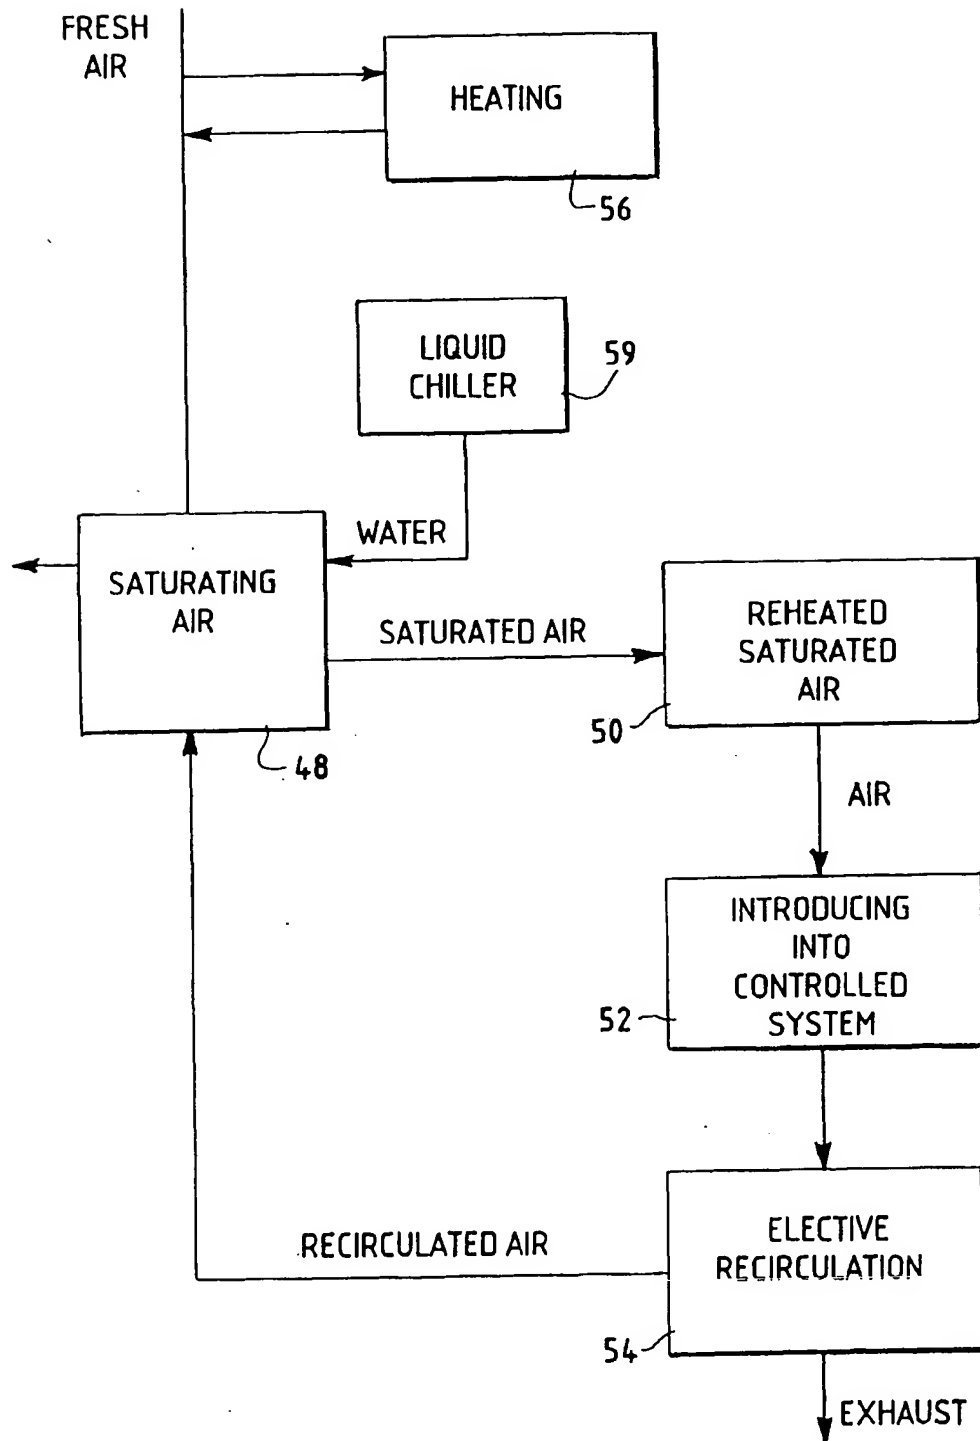 FRESH
AIR
HEATING
56
LIQUID
CHILLER
59
WATER
SATURATING
AIR
48
SATURATED AIR
REHEATED
SATURATED
AIR
50
AIR
INTRODUCING
INTO
CONTROLLED
SYSTEM
52
RECIRCULATED AIR
ELECTIVE
RECIRCULATION
54
EXHAUST